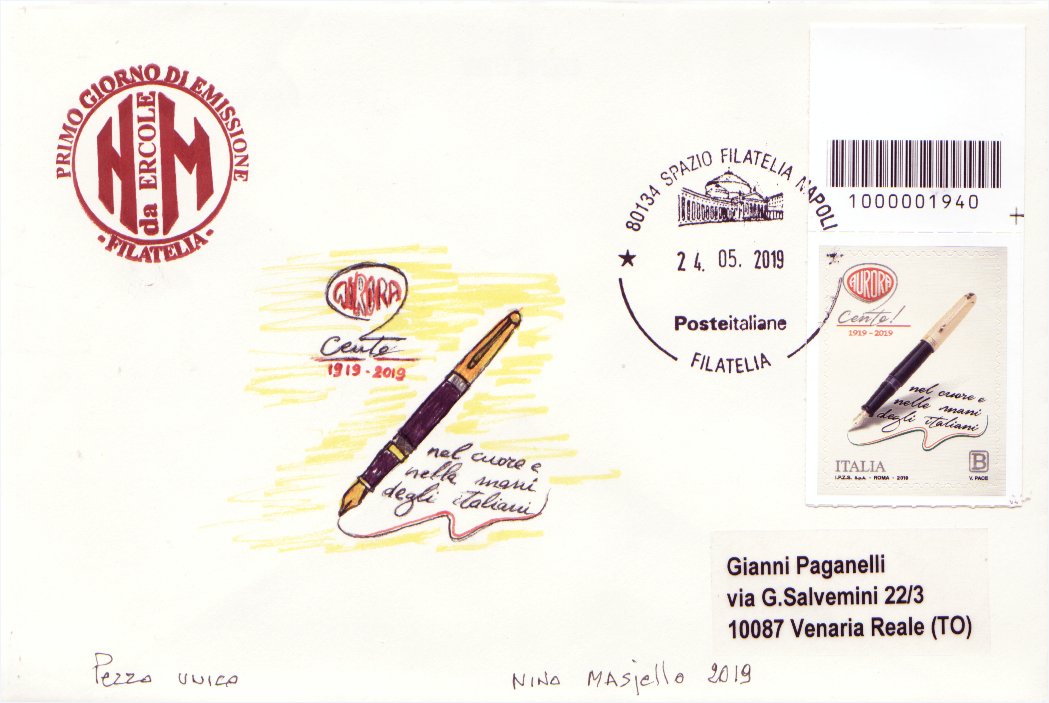 PRIMO GIORNO DI EMISSIONE
NM
da ERCOLE
- FILATELIA -
AURORA
Cento
1919-2019
nel cuore e
nelle mani
degli italiani
80134 SPAZIO FILATELIA NAPOLI
24. 05. 2019
Posteitaliane
FILATELIA
1000001940
AURORA
Cento!
1919 - 2019
nel cuore e
nelle mani
degli italiani
ITALIA
B
I.P.Z.S. S.p.A. - ROMA - 2019
V. PACE
Gianni Paganelli
via G.Salvemini 22/3
10087 Venaria Reale (TO)
Pezzo unico
Nino Masiello 2019